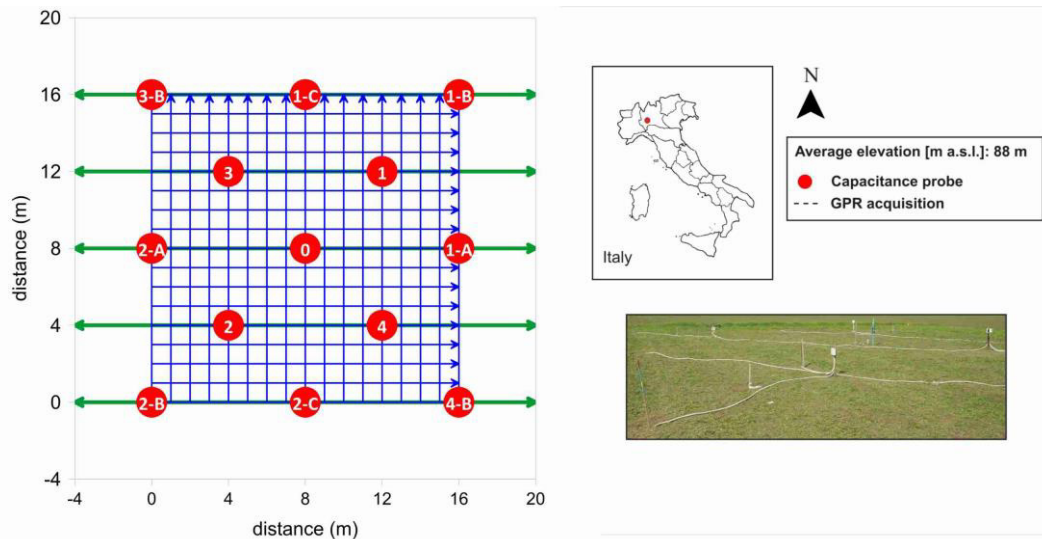 20
16
12
8
4
0
-4
-4
0
4
8
12
16
20
distance (m)
distance (m)
3-B
1-C
1-B
3
1
2-A
0
1-A
2
4
2-B
2-C
4-B
Italy
N
Average elevation [m a.s.l.]: 88 m
Capacitance probe
GPR acquisition